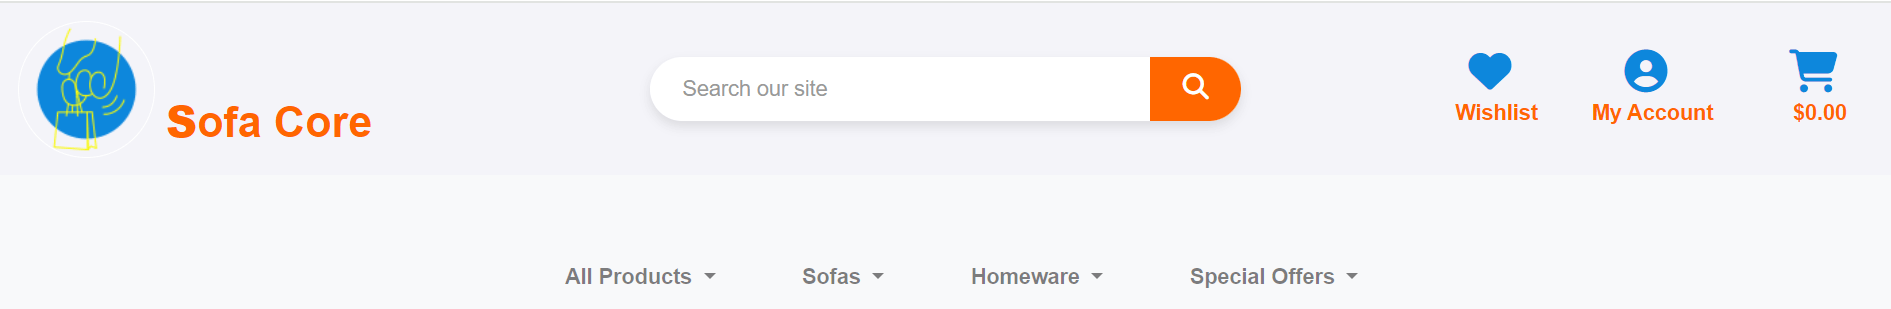 Sofa Core
Search our site
Wishlist
My Account
$0.00
All Products
Sofas
Homeware
Special Offers